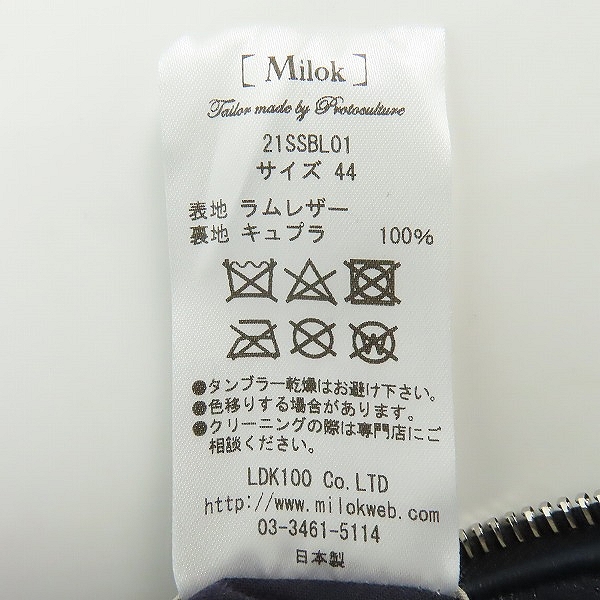 [ Milok ]
Tailor made by Protoculture
21SSBL01
サイズ 44
表地 ラムレザー
裏地 キュプラ 100%
●タンブラー乾燥はお避け下さい。
●色移りする場合があります。
●クリーニングの際は専門店にご
相談ください。
LDK100 Co.LTD
http://www.milokweb.com/
03-3461-5114
日本製